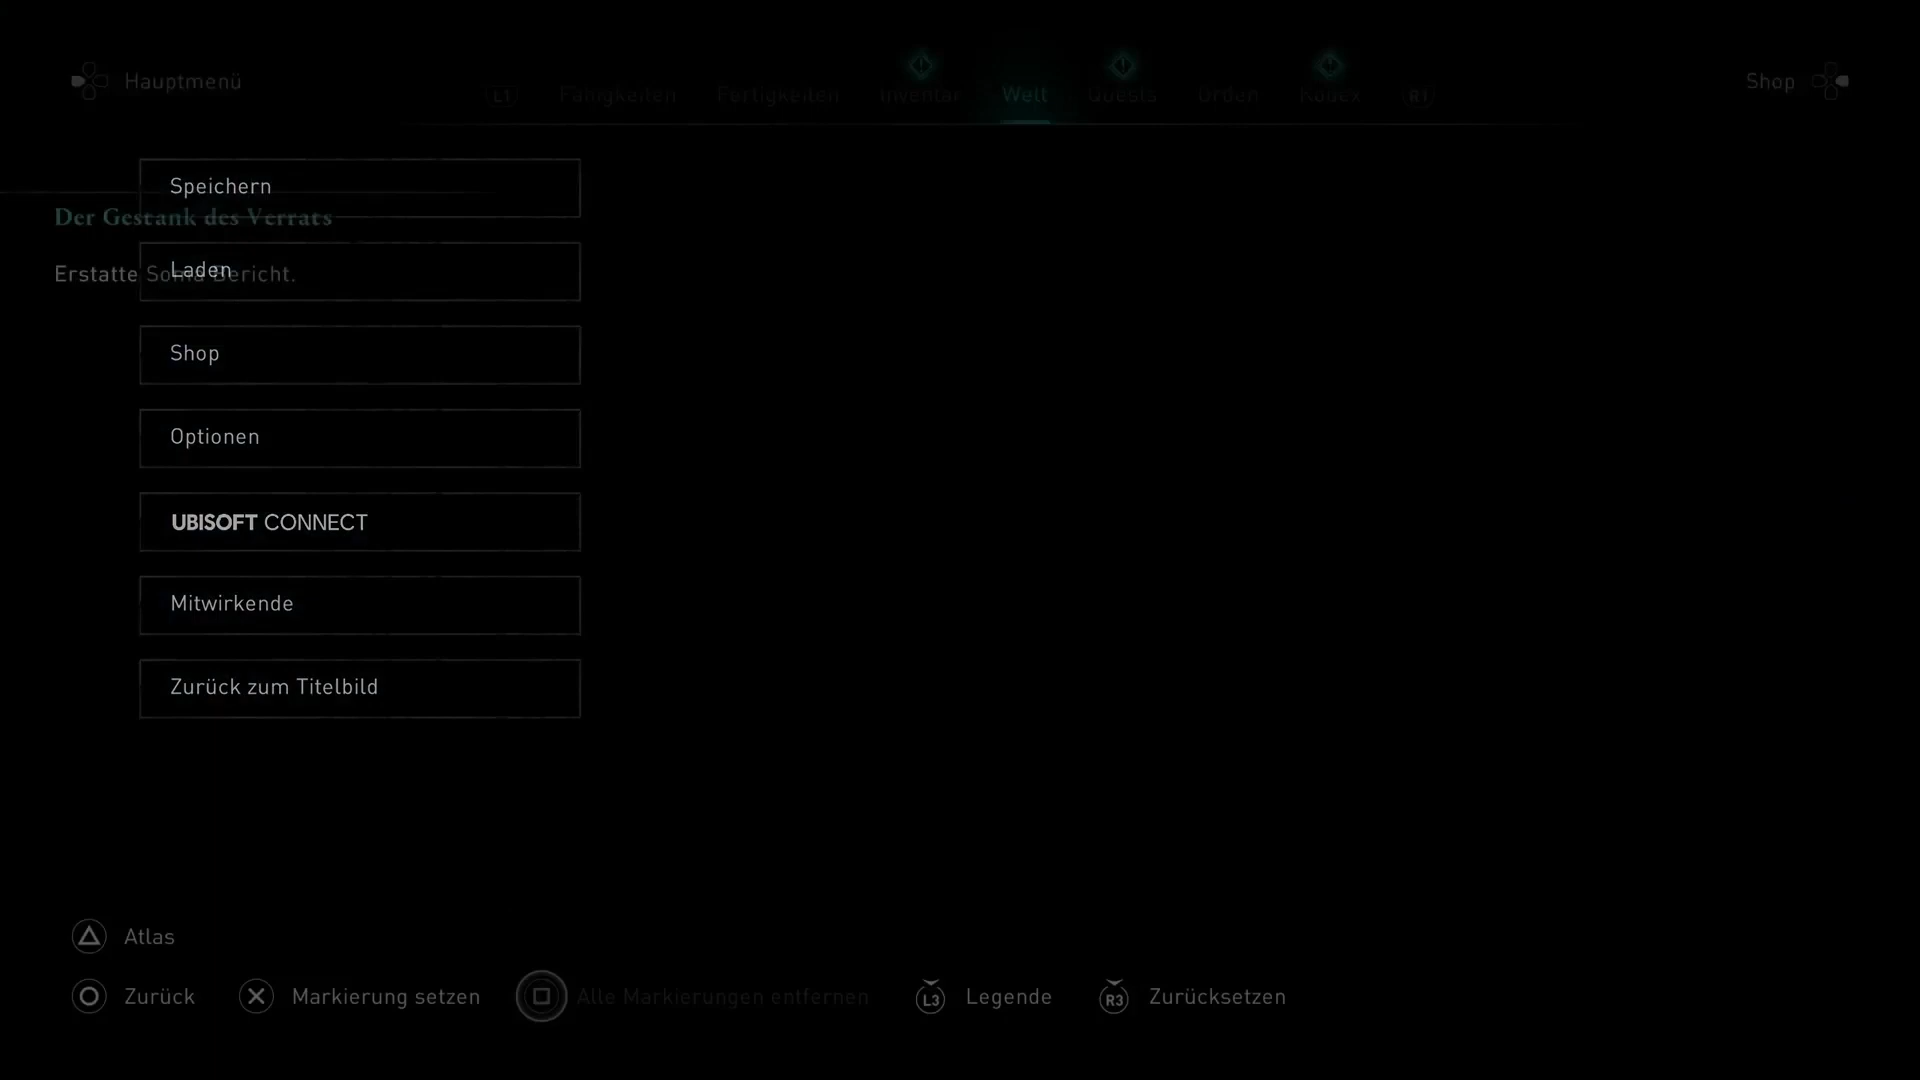 Hauptmenü
L1 Fähigkeiten Fertigkeiten Inventar Welt Quests Orden Kodex R1
Shop
Speichern
Der Gestank des Verrats
Laden
Erstatte Soma Bericht.
Shop
Optionen
UBISOFT CONNECT
Mitwirkende
Zurück zum Titelbild
Atlas
Zurück Markierung setzen Alle Markierungen entfernen L3 Legende R3 Zurücksetzen